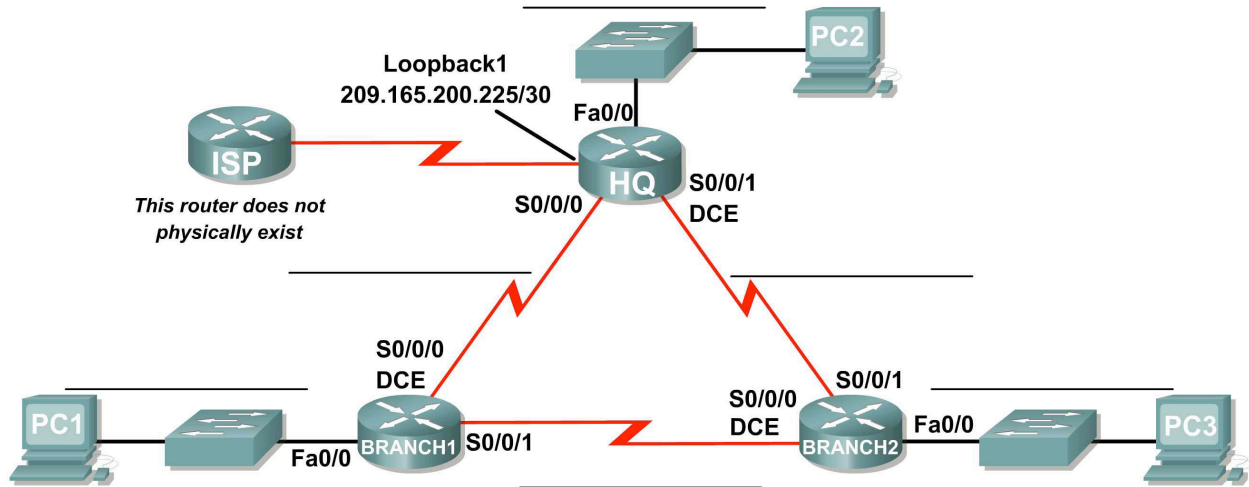 PC2
Loopback1
209.165.200.225/30
Fa0/0
ISP
HQ
S0/0/1
DCE
This router does not
physically exist
S0/0/0
S0/0/0
DCE
S0/0/1
S0/0/0
DCE
PC1
BRANCH1
S0/0/1
Fa0/0
BRANCH2
Fa0/0
PC3